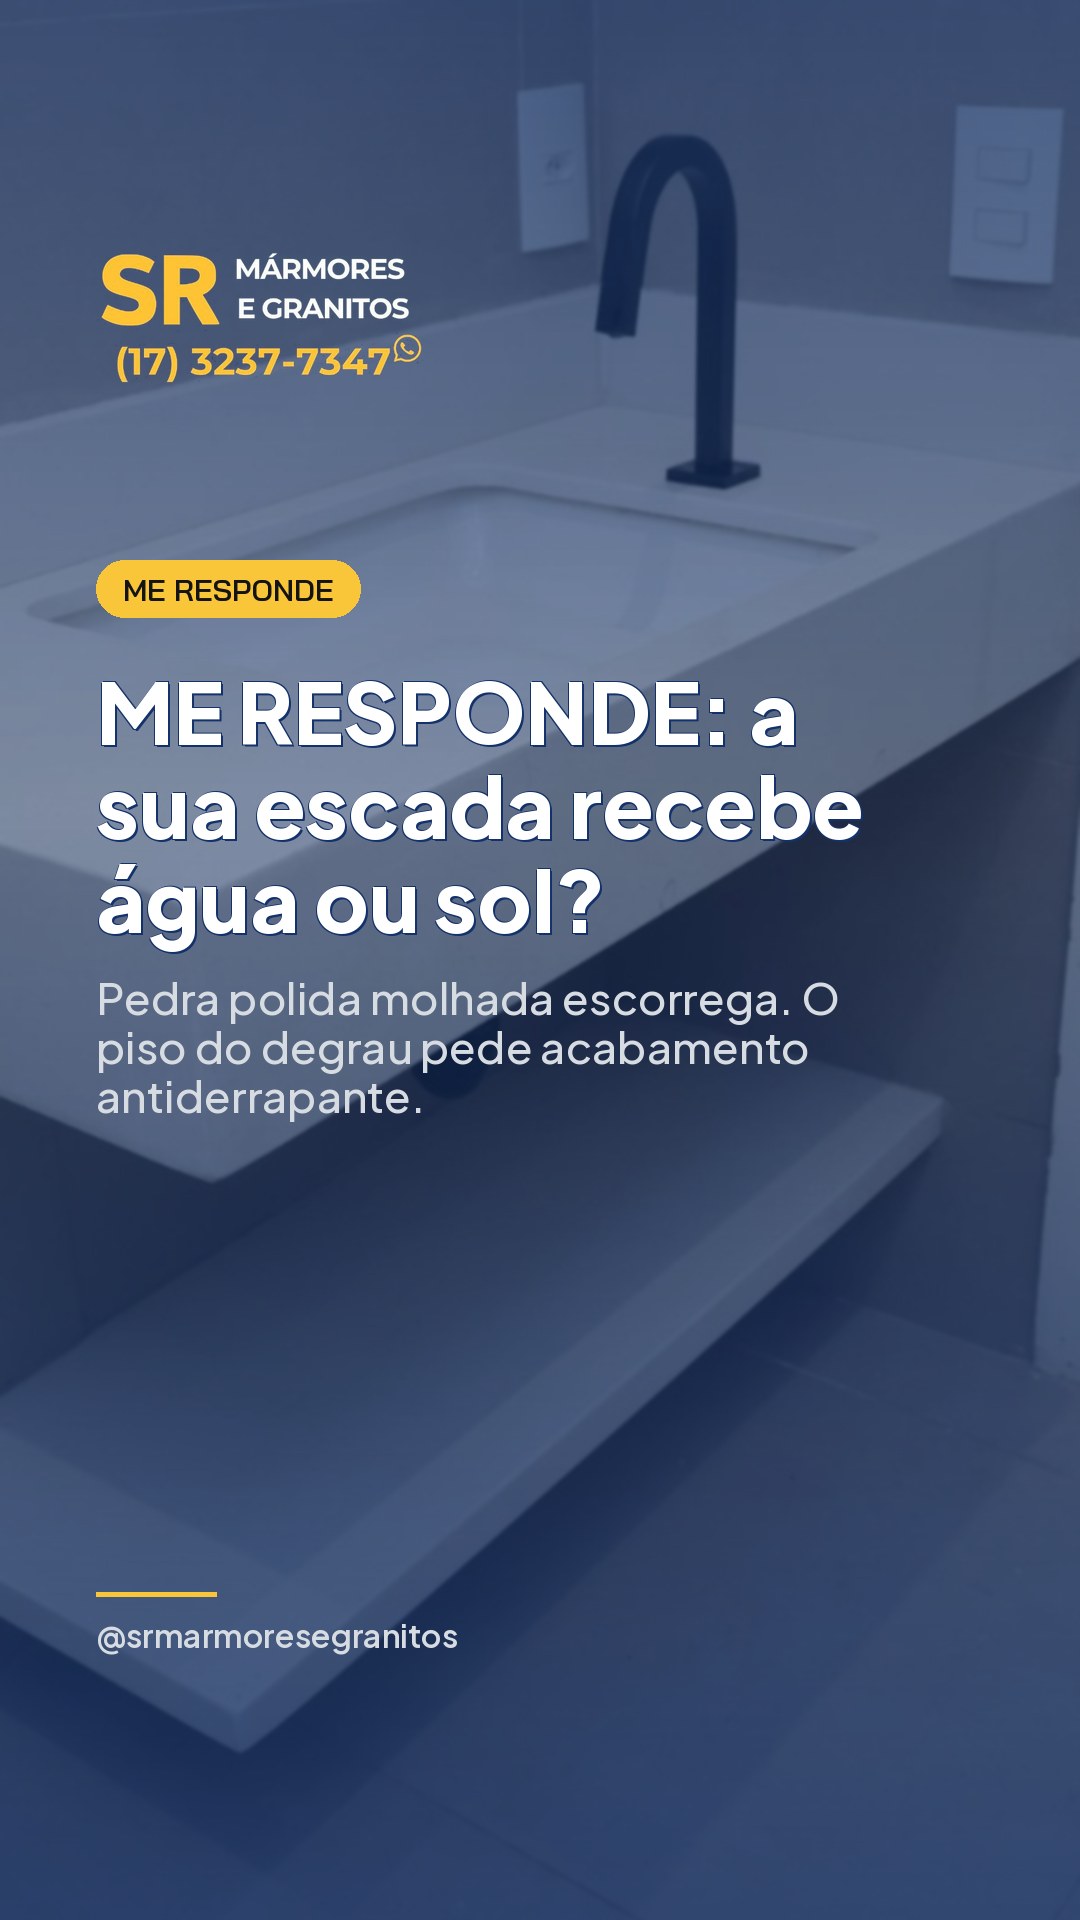 SR MÁRMORES
E GRANITOS
(17) 3237-7347
ME RESPONDE
ME RESPONDE: a
sua escada recebe
água ou sol?
Pedra polida molhada escorrega. O
piso do degrau pede acabamento
antiderrapante.
@srmarmoresegranitos